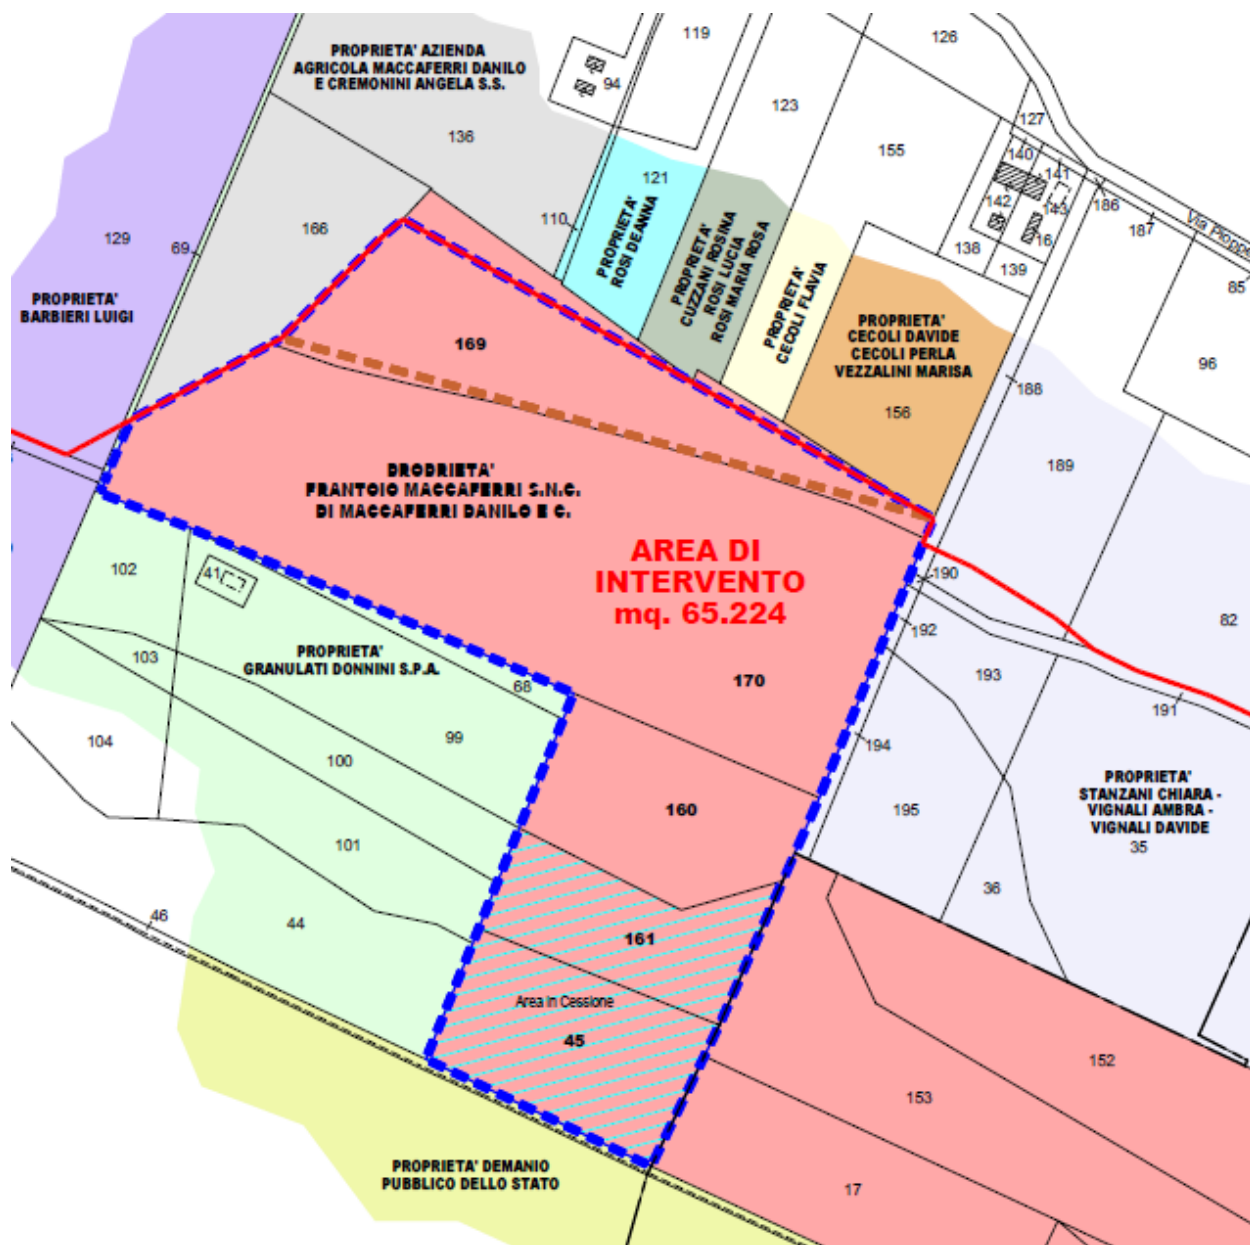 PROPRIETA' AZIENDA
AGRICOLA MACCAFERRI DANILO
E CREMONINI ANGELA S.S.
119
126
94
123
127
136
155
140
141
121
142
143
186
110
187
Via Pioppe
129
166
69
16
138
139
85
PROPRIETA'
ROSI DEANNA
PROPRIETA'
CUZZANI ROSINA
ROSI LUCIA
ROSI MARIA ROSA
PROPRIETA'
CECOLI FLAVIA
PROPRIETA'
BARBIERI LUIGI
PROPRIETA'
CECOLI DAVIDE
CECOLI PERLA
VEZZALINI MARISA
169
96
188
156
189
DRODRIETA'
FRANTOIO MACCAFERRI S.N.C.
DI MACCAFERRI DANILO E C.
AREA DI
INTERVENTO
mq. 65.224
102
41
190
192
82
103
PROPRIETA'
GRANULATI DONNINI S.P.A.
68
170
193
191
104
99
100
194
PROPRIETA'
STANZANI CHIARA -
VIGNALI AMBRA -
VIGNALI DAVIDE
35
160
195
101
36
46
44
161
Area in Cessione
45
152
153
PROPRIETA' DEMANIO
PUBBLICO DELLO STATO
17